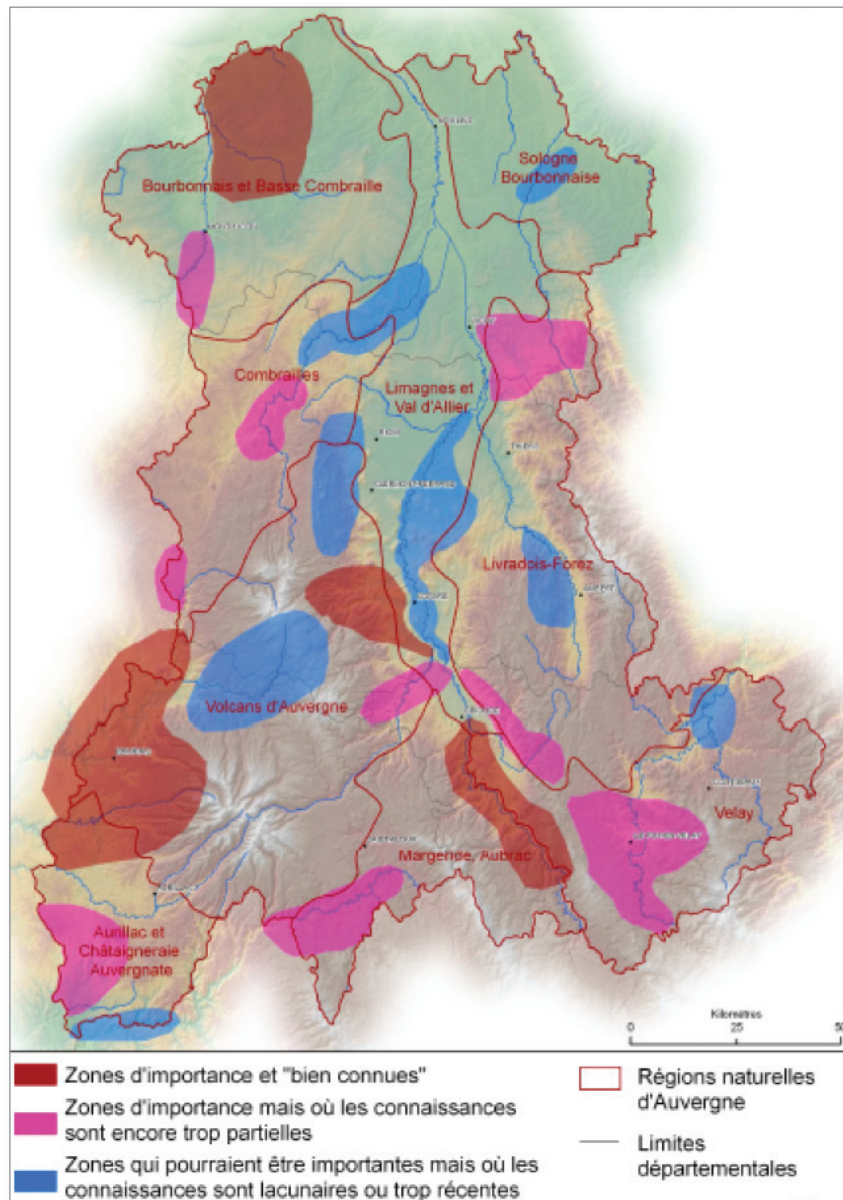 Sologne
Bourbonnaise
Bourbonnais et Basse Combraille
Combrailles
Limagnes et
Val d'Allier
RIOM
THIERS
Livradois-Forez
AMBERT
Volcans d'Auvergne
Velay
Margeride, Aubrac
Aurillac et
Châtaigneraie
Auvergnate
Kilomètres
0 25 50
Zones d'importance et "bien connues"
Zones d'importance mais où les connaissances
sont encore trop partielles
Zones qui pourraient être importantes mais où les
connaissances sont lacunaires ou trop récentes
Régions naturelles
d'Auvergne
Limites
départementales